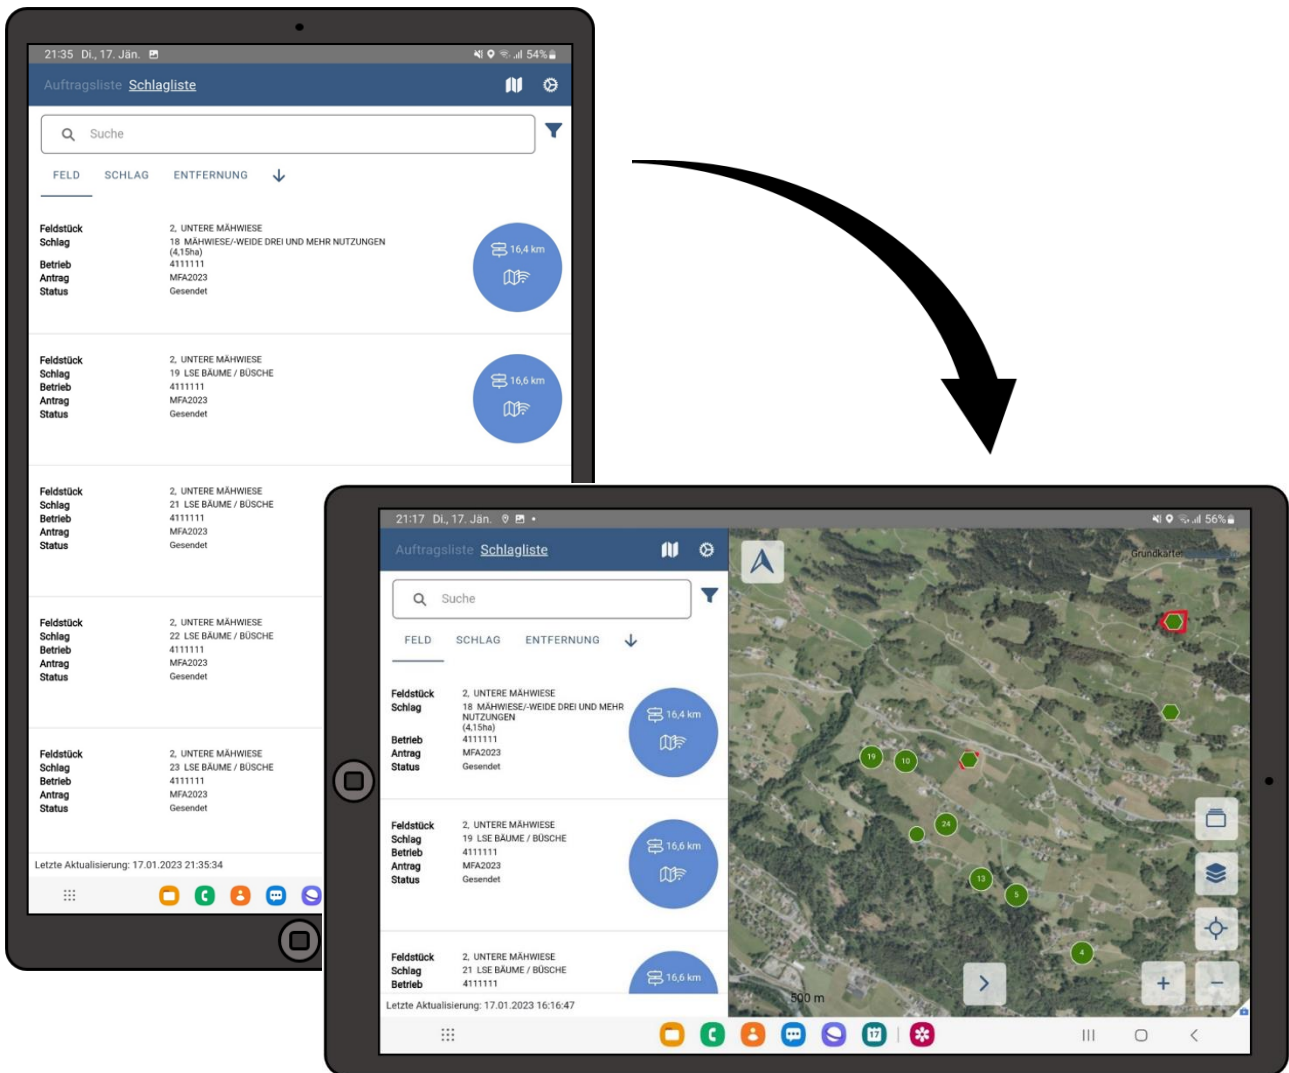 21:35 Di., 17. Jän.
54%
Auftragsliste Schlagliste
Suche
FELD SCHLAG ENTFERNUNG
Feldstück 2, UNTERE MÄHWIESE
Schlag 18 MÄHWIESE/-WEIDE DREI UND MEHR NUTZUNGEN
(4,15ha)
Betrieb 4111111
Antrag MFA2023
Status Gesendet
16,4 km
Feldstück 2, UNTERE MÄHWIESE
Schlag 19 LSE BÄUME / BÜSCHE
Betrieb 4111111
Antrag MFA2023
Status Gesendet
16,6 km
Feldstück 2, UNTERE MÄHWIESE
Schlag 21 LSE BÄUME / BÜSCHE
Betrieb 4111111
Antrag MFA2023
Status Gesendet
Feldstück 2, UNTERE MÄHWIESE
Schlag 22 LSE BÄUME / BÜSCHE
Betrieb 4111111
Antrag MFA2023
Status Gesendet
Feldstück 2, UNTERE MÄHWIESE
Schlag 23 LSE BÄUME / BÜSCHE
Betrieb 4111111
Antrag MFA2023
Status Gesendet
Letzte Aktualisierung: 17.01.2023 21:35:34
21:17 Di., 17. Jän.
56%
Auftragsliste Schlagliste
Suche
FELD SCHLAG ENTFERNUNG
Feldstück 2, UNTERE MÄHWIESE
Schlag 18 MÄHWIESE/-WEIDE DREI UND MEHR
NUTZUNGEN
(4,15ha)
Betrieb 4111111
Antrag MFA2023
Status Gesendet
16,4 km
Feldstück 2, UNTERE MÄHWIESE
Schlag 19 LSE BÄUME / BÜSCHE
Betrieb 4111111
Antrag MFA2023
Status Gesendet
16,6 km
Feldstück 2, UNTERE MÄHWIESE
Schlag 21 LSE BÄUME / BÜSCHE
Betrieb 4111111
16,6 km
Letzte Aktualisierung: 17.01.2023 16:16:47
Grundkarte:
19
10
24
13
5
4
500 m
17